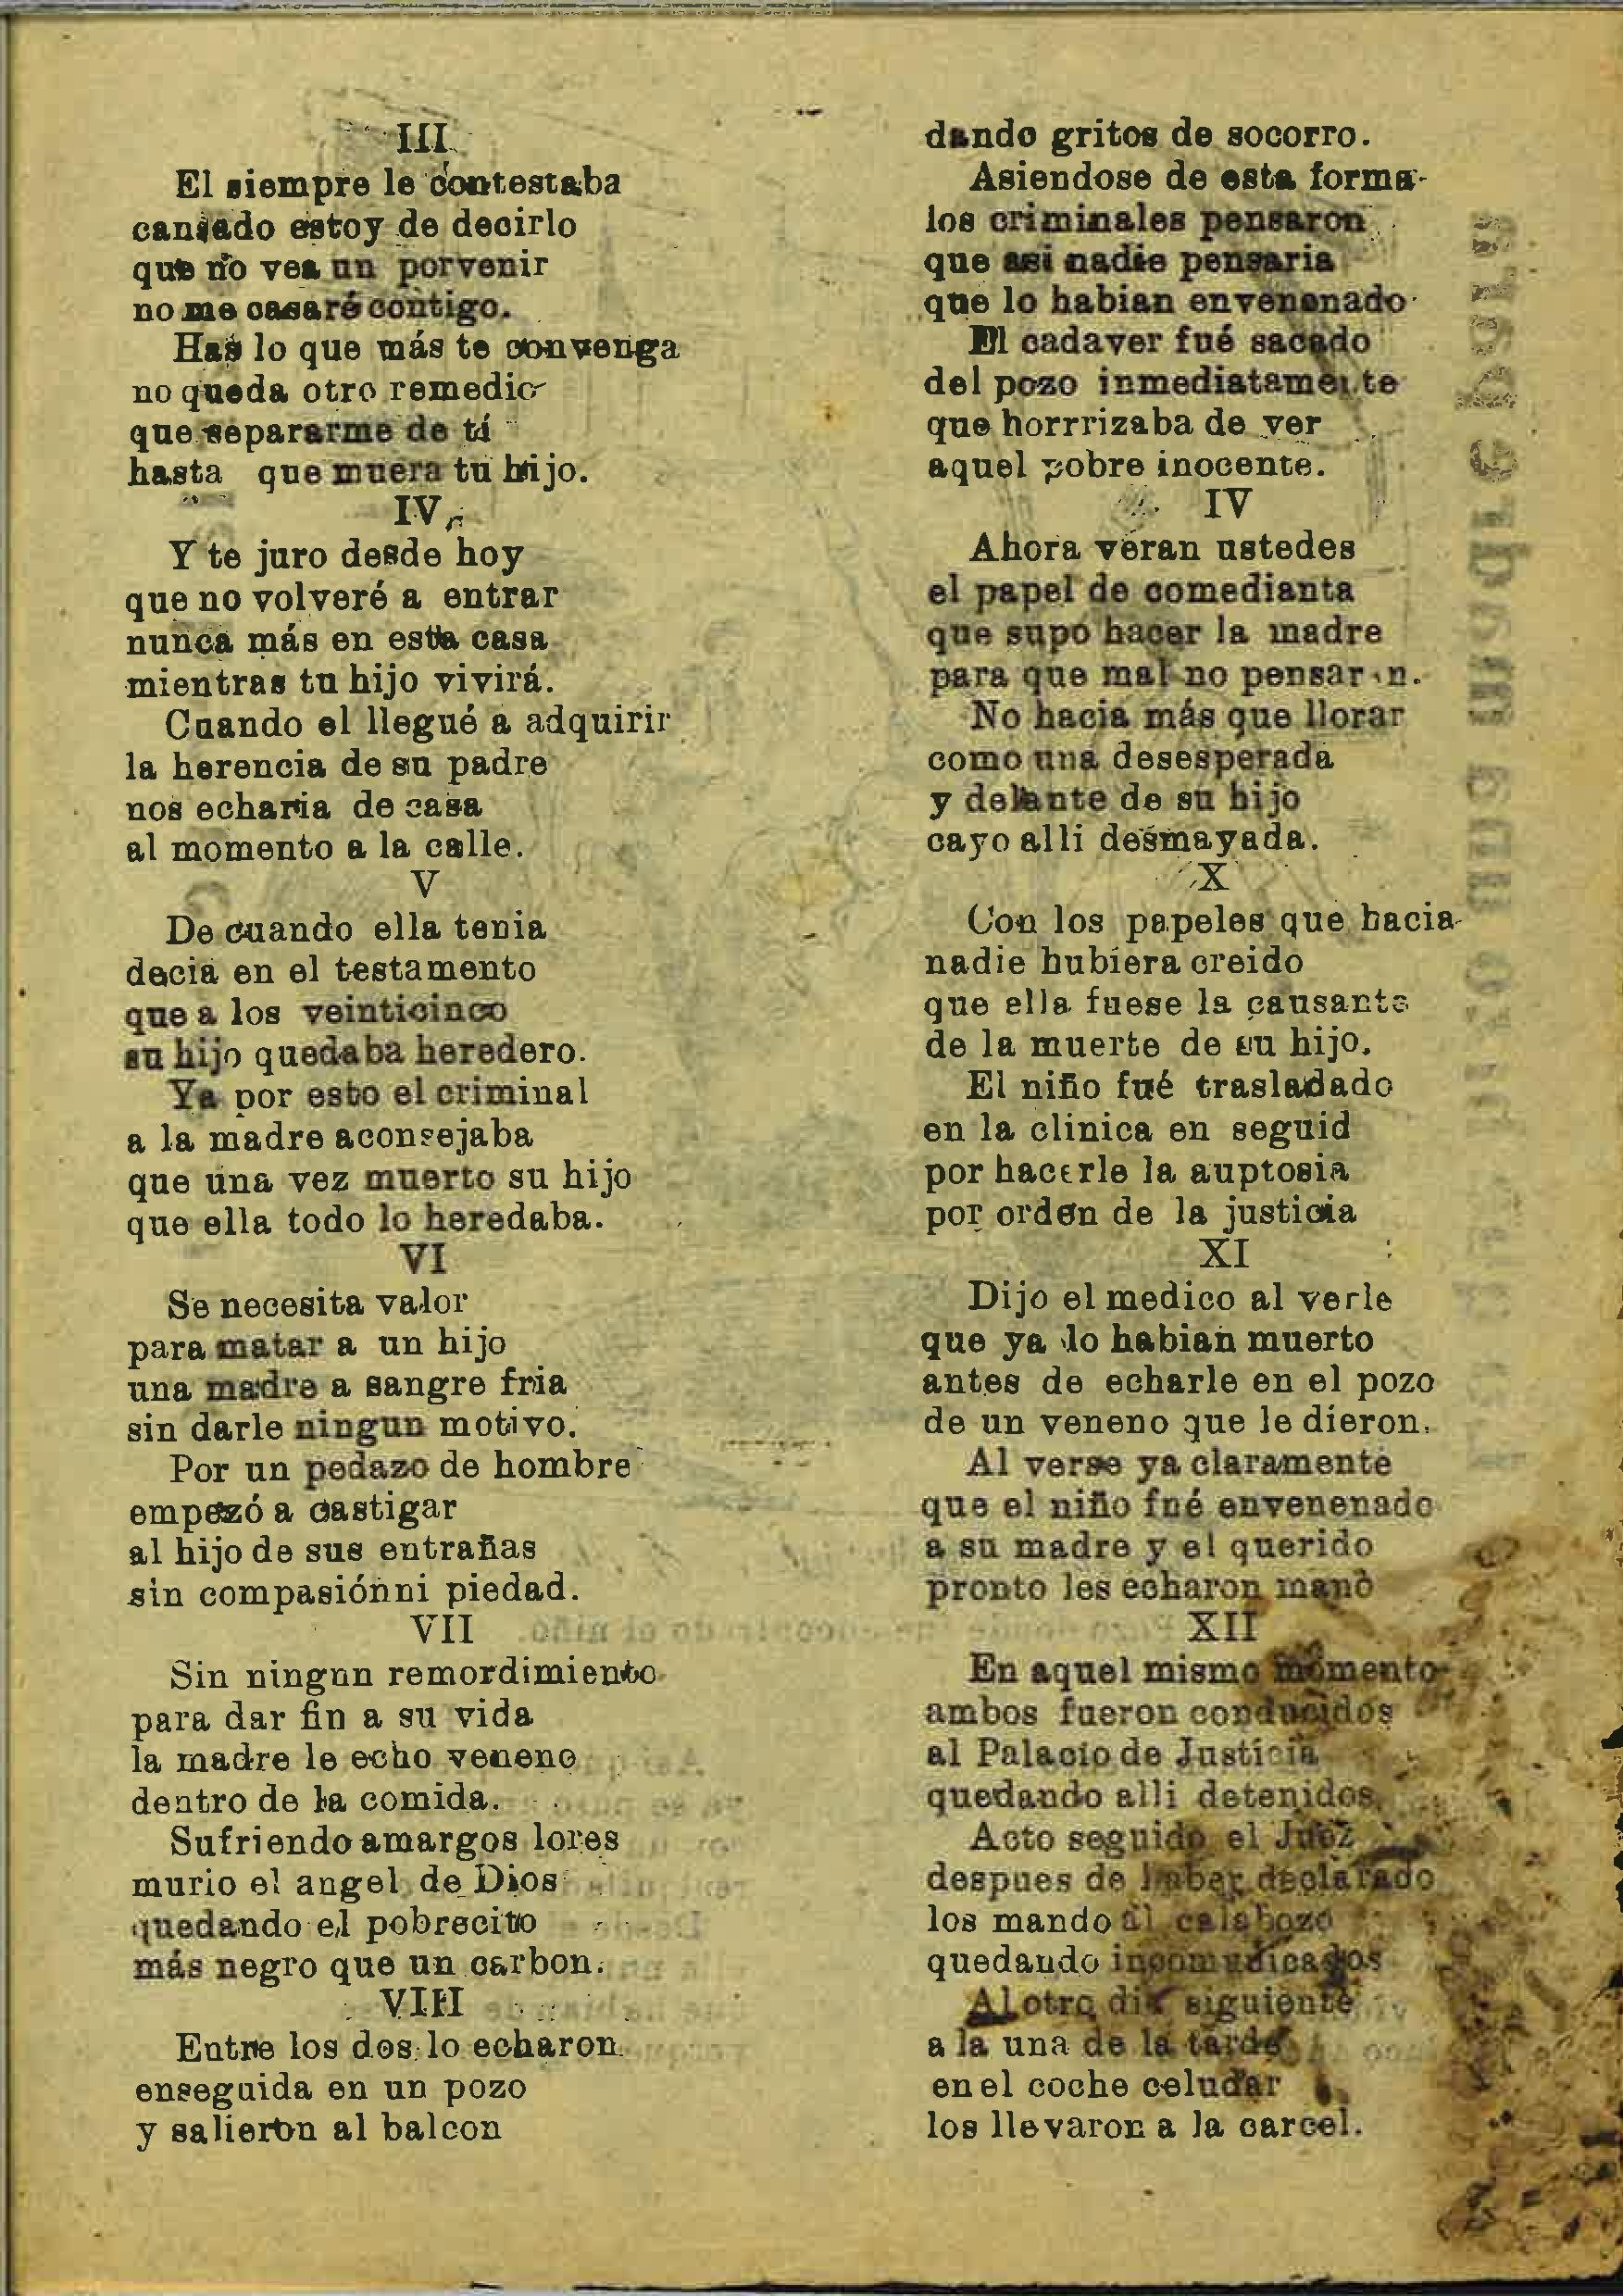 III
El siempre le contestaba
cansado estoy de decirlo
que no vea un porvenir
no me casaré contigo.
Has lo que más te convenga
no queda otro remedio
que separarme de tí
hasta que muera tu hijo.
IV
Y te juro desde hoy
que no volveré a entrar
nunca más en esta casa
mientras tu hijo vivirá.
Cuando el llegué a adquirir
la herencia de su padre
nos echaria de casa
al momento a la calle.
V
De cuando ella tenia
decia en el testamento
que a los veinticinco
su hijo quedaba heredero.
Ya por esto el criminal
a la madre aconsejaba
que una vez muerto su hijo
que ella todo lo heredaba.
VI
Se necesita valor
para matar a un hijo
una madre a sangre fria
sin darle ningun motivo.
Por un pedazo de hombre
empezó a castigar
al hijo de sus entrañas
sin compasiónni piedad.
VII
Sin ningun remordimiento
para dar fin a su vida
la madre le echo veneno
dentro de la comida.
Sufriendo amargos lores
murio el angel de Dios
quedando el pobrecito
más negro que un carbon.
VIII
Entre los dos lo echaron
enseguida en un pozo
y salieron al balcon
dando gritos de socorro.
Asiendose de esta forma
los criminales pensaron
que asi nadie pensaria
que lo habian envenenado
El cadaver fué sacado
del pozo inmediatamente
que horrrizaba de ver
aquel pobre inocente.
IV
Ahora veran ustedes
el papel de comedianta
que supo hacer la madre
para que mal no pensaran.
No hacia más que llorar
como una desesperada
y delante de su hijo
cayo alli desmayada.
X
Con los papeles que hacia
nadie hubiera creido
que ella fuese la causante
de la muerte de su hijo.
El niño fué trasladado
en la clinica en seguid
por hacerle la auptosia
por orden de la justicia
XI
Dijo el medico al verle
que ya lo habian muerto
antes de echarle en el pozo
de un veneno que le dieron.
Al verse ya claramente
que el niño fué envenenado
a su madre y el querido
pronto les echaron mano
XII
En aquel mismo momento
ambos fueron conducidos
al Palacio de Justicia
quedando alli detenidos,
Acto seguido el Juez
despues de haber declarado
los mando al calabozo
quedando incomudicados
Al otro dia siguiente
a la una de la tarde
en el coche celudar
los llevaron a la carcel.